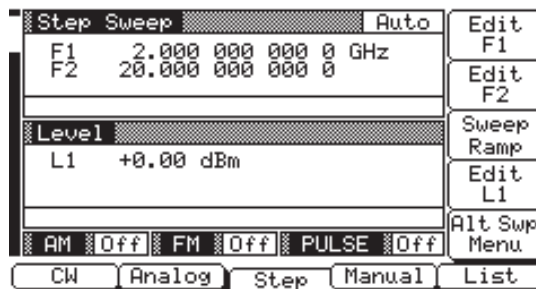 Step Sweep Auto
F1 2.000 000 000 0 GHz
F2 20.000 000 000 0
Level
L1 +0.00 dBm
AM Off FM Off PULSE Off
Edit
F1
Edit
F2
Sweep
Ramp
Edit
L1
Alt Swp
Menu
CW Analog Step Manual List